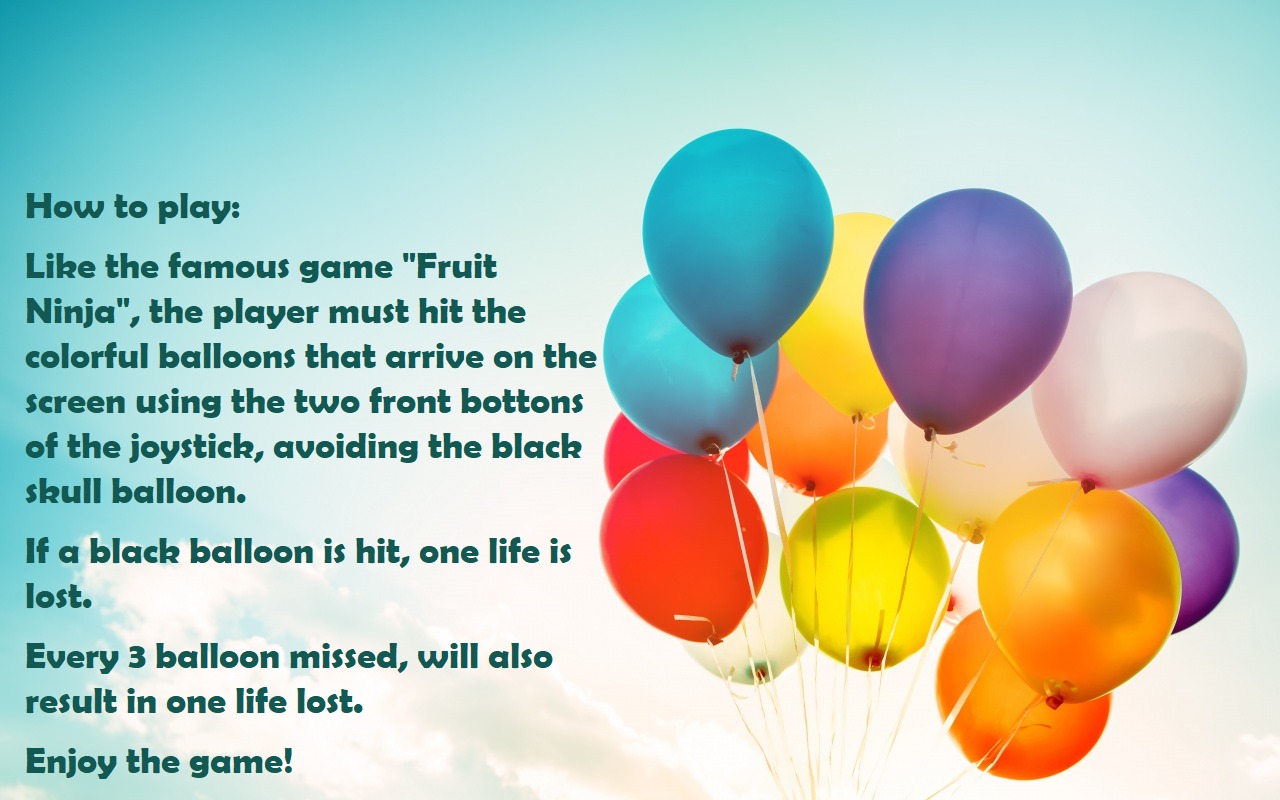 How to play:
Like the famous game "Fruit
Ninja", the player must hit the
colorful balloons that arrive on the
screen using the two front bottons
of the joystick, avoiding the black
skull balloon.
If a black balloon is hit, one life is
lost.
Every 3 balloon missed, will also
result in one life lost.
Enjoy the game!